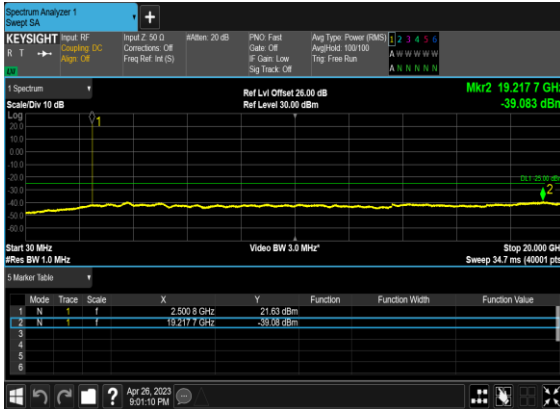 Spectrum Analyzer 1
Swept SA
+
KEYSIGHT Input: RF Input Z: 50 Ω #Atten: 20 dB PNO: Fast Avg Type: Power (RMS) 1 2 3 4 5 6
R T Coupling: DC Corrections: Off Gate: Off Avg|Hold: 100/100 A W W W W W
Align: Off Freq Ref: Int (S) IF Gain: Low Trig: Free Run
Sig Track: Off A N N N N N
1 Spectrum Ref Lvl Offset 26.00 dB Mkr2 19.217 7 GHz
Scale/Div 10 dB Ref Level 30.00 dBm -39.083 dBm
Log
20.0
10.0
0.00
-10.0
-20.0
-30.0
-40.0
-50.0
-60.0
1
2
Start 30 MHz Video BW 3.0 MHz* Stop 20.000 GH
#Res BW 1.0 MHz Sweep 34.7 ms (40001 pts
5 Marker Table
Mode Trace Scale X Y Function Function Width Function Value
1 N 1 f 2.500 8 GHz 21.63 dBm
2 N 1 f 19.217 7 GHz -39.08 dBm
3
4
5
6
? Apr 26, 2023
9:01:10 PM